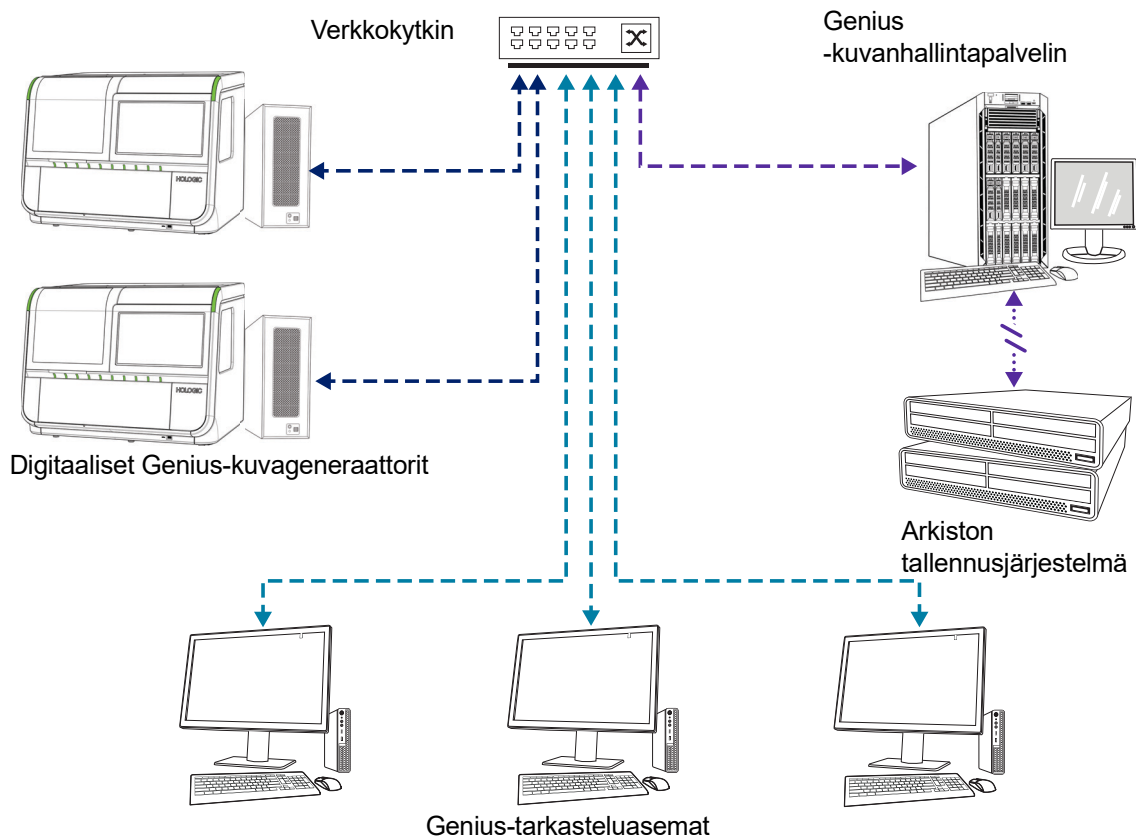 Verkkokytkin
Genius
-kuvanhallintapalvelin
HOLOGIC
HOLOGIC
Digitaaliset Genius-kuvageneraattorit
Arkiston
tallennusjärjestelmä
Genius-tarkasteluasemat